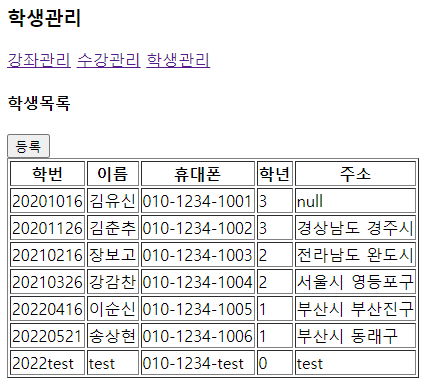 학생관리
강좌관리 수강관리 학생관리
학생목록
등록
학번 이름 휴대폰 학년 주소
20201016 김유신 010-1234-1001 3 null
20201126 김춘추 010-1234-1002 3 경상남도 경주시
20210216 장보고 010-1234-1003 2 전라남도 완도시
20210326 강감찬 010-1234-1004 2 서울시 영등포구
20220416 이순신 010-1234-1005 1 부산시 부산진구
20220521 송상현 010-1234-1006 1 부산시 동래구
2022test test 010-1234-test 0 test